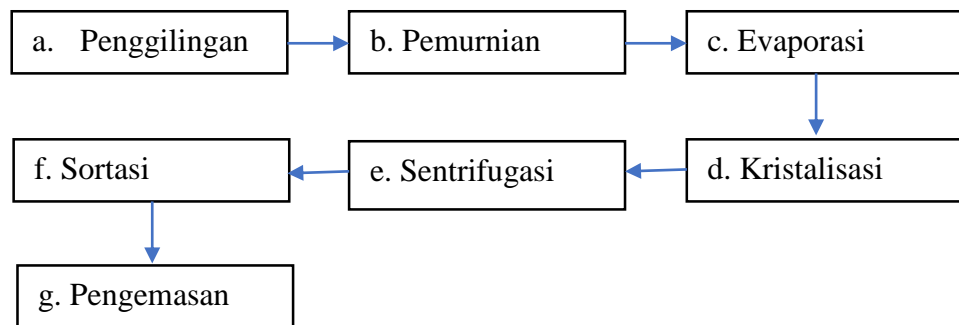 a. Penggilingan
b. Pemurnian
c. Evaporasi
f. Sortasi
e. Sentrifugasi
d. Kristalisasi
g. Pengemasan